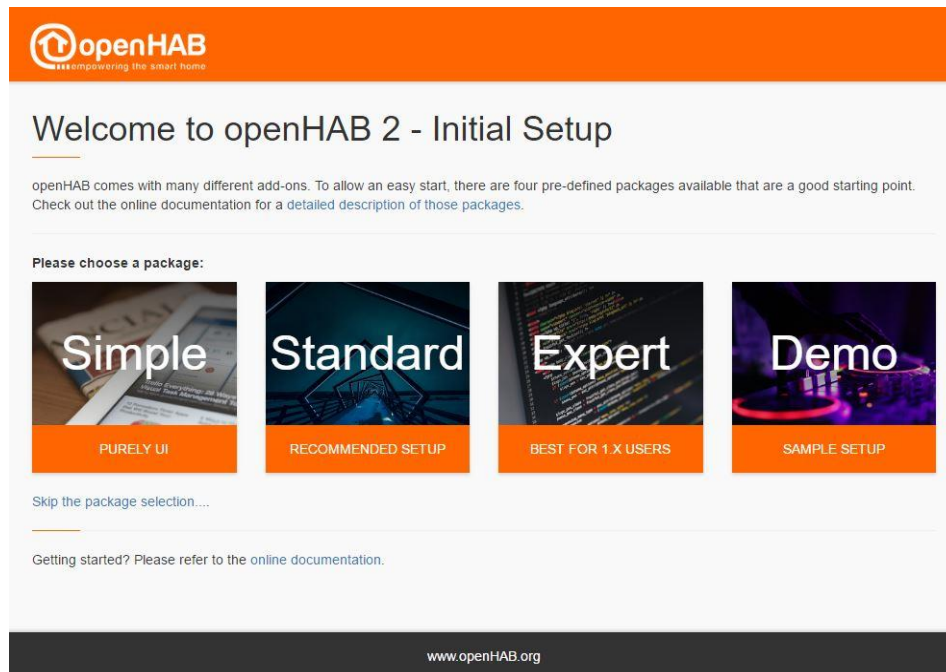 openHAB
empowering the smart home
Welcome to openHAB 2 - Initial Setup
openHAB comes with many different add-ons. To allow an easy start, there are four pre-defined packages available that are a good starting point.
Check out the online documentation for a detailed description of those packages.
Please choose a package:
Simple
Standard
Expert
Demo
PURELY UI
RECOMMENDED SETUP
BEST FOR 1.X USERS
SAMPLE SETUP
Skip the package selection....
Getting started? Please refer to the online documentation.
www.openHAB.org